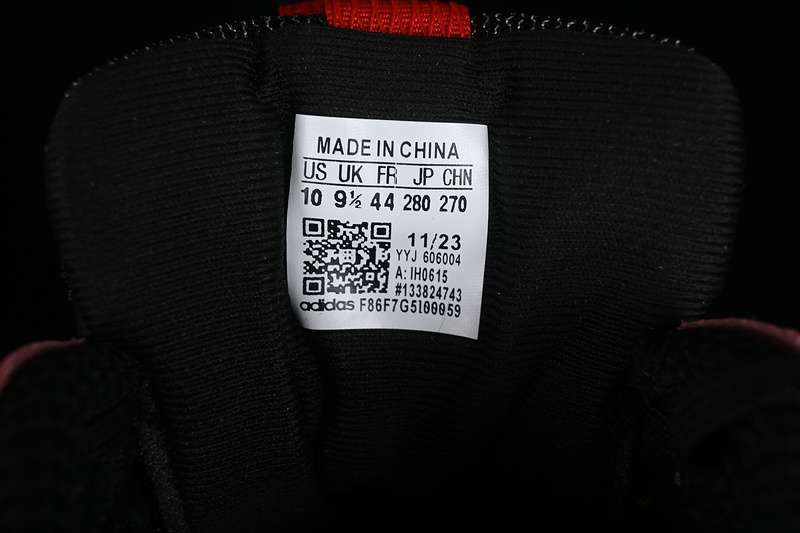 MADE IN CHINA
US UK FR JP CHN
10 9½ 44 280 270
11/23
YYJ 606004
A: IH0615
#133824743
adidas F86F7G5I00059